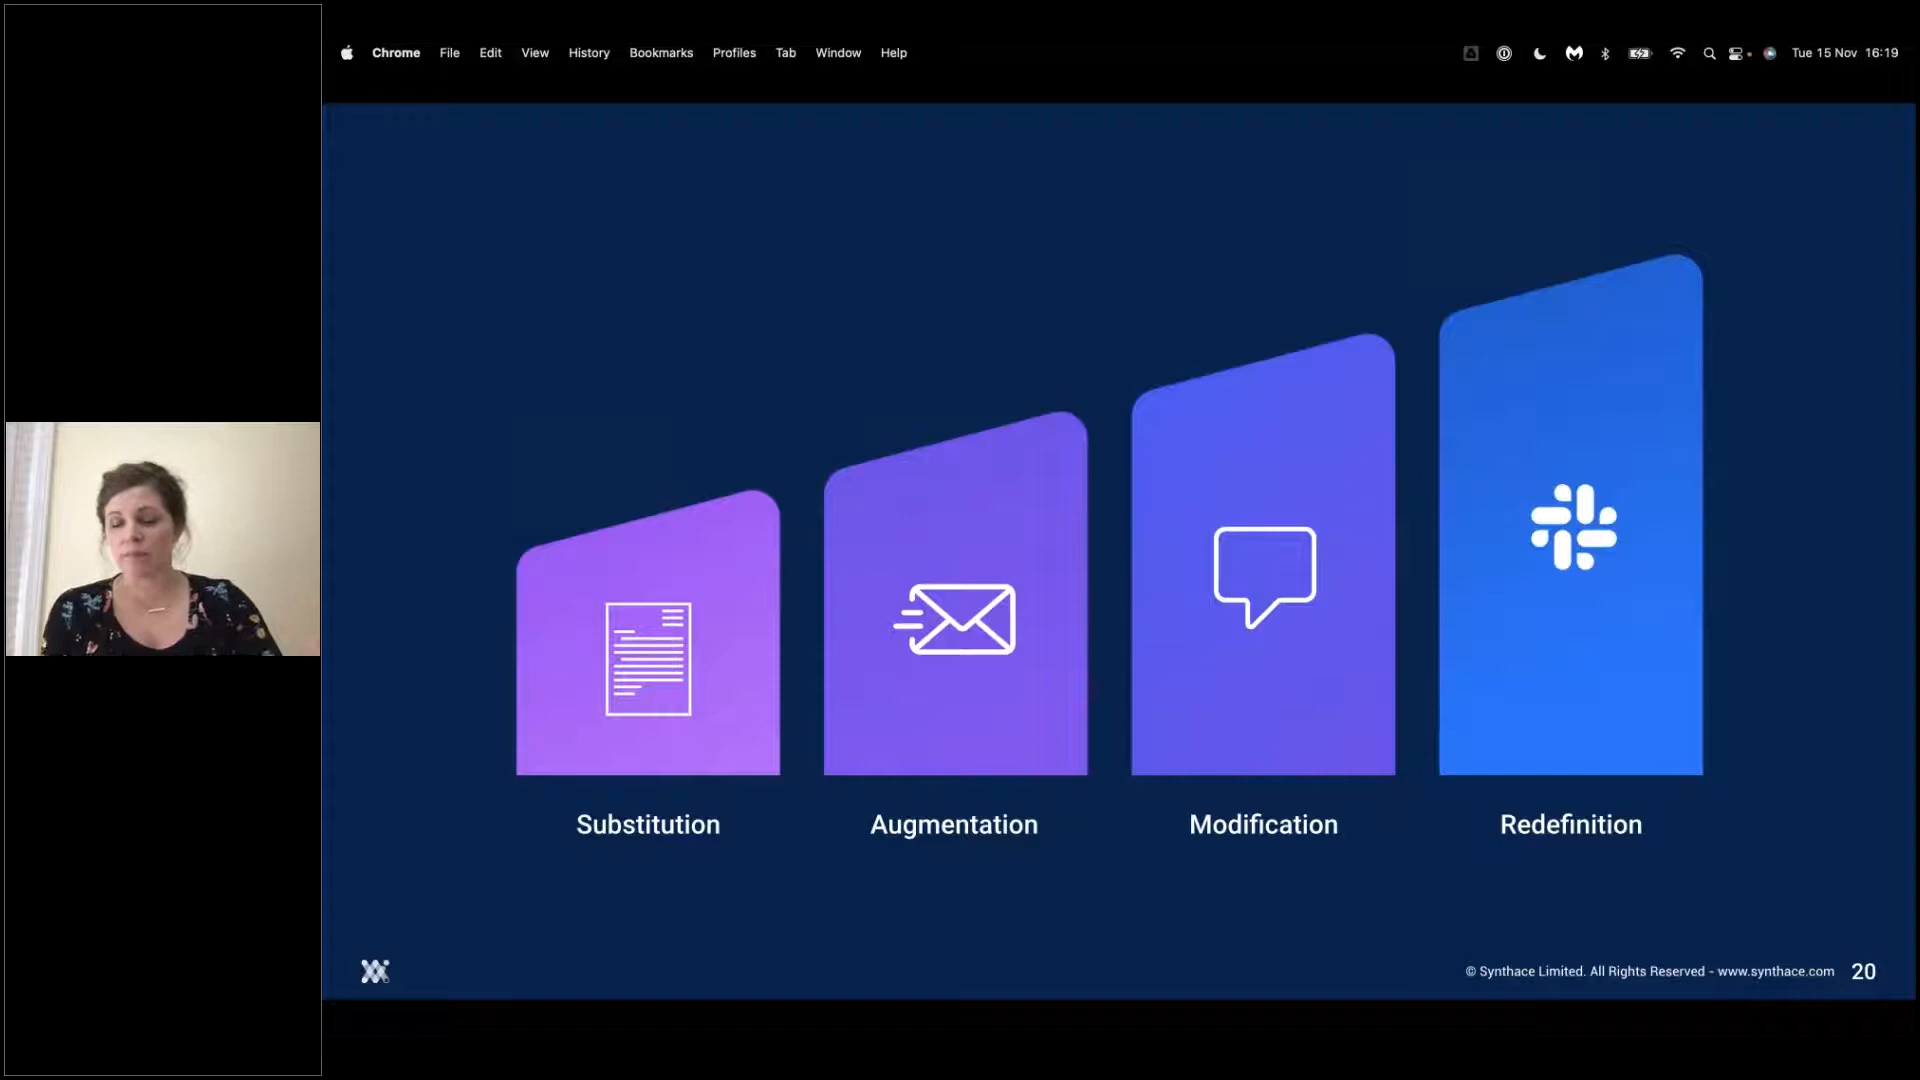 Chrome File Edit View History Bookmarks Profiles Tab Window Help Tue 15 Nov 16:19
Substitution Augmentation Modification Redefinition
© Synthace Limited. All Rights Reserved - www.synthace.com 20